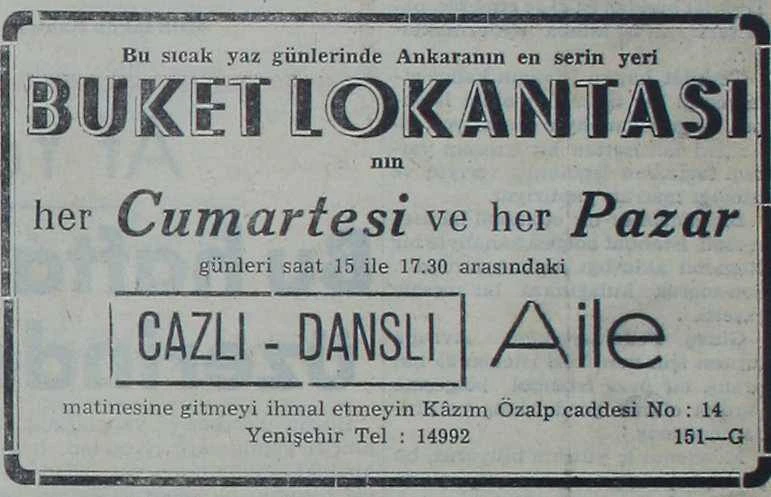 Bu sıcak yaz günlerinde Ankaranın en serin yeri
BUKET LOKANTASI
nın
her Cumartesi ve her Pazar
günleri saat 15 ile 17.30 arasındaki
CAZLI - DANSLI Aile
matinesine gitmeyi ihmal etmeyin Kâzım Özalp caddesi No : 14
Yenişehir Tel : 14992 151—G